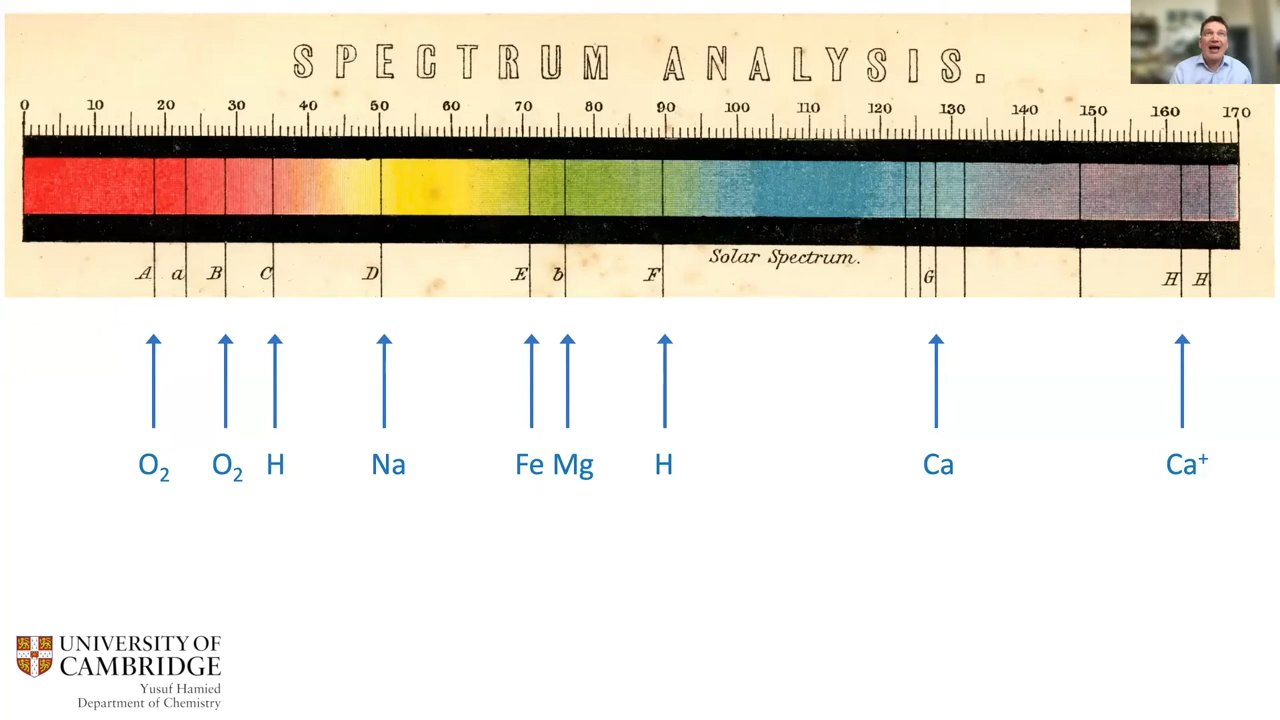 SPECTRUM ANALYSIS.
0 10 20 30 40 50 60 70 80 90 100 110 120 130 140 150 160 170
Solar Spectrum.
A a B C D E b F G H H
O₂ O₂ H Na Fe Mg H Ca Ca⁺
UNIVERSITY OF
CAMBRIDGE
Yusuf Hamied
Department of Chemistry